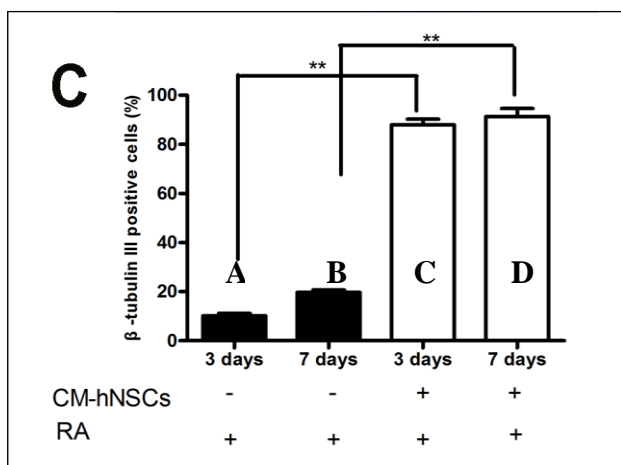 C
**
**
β -tubulin III positive cells (%)
100
80
60
40
20
0
A B C D
3 days 7 days 3 days 7 days
CM-hNSCs - - + +
RA + + + +